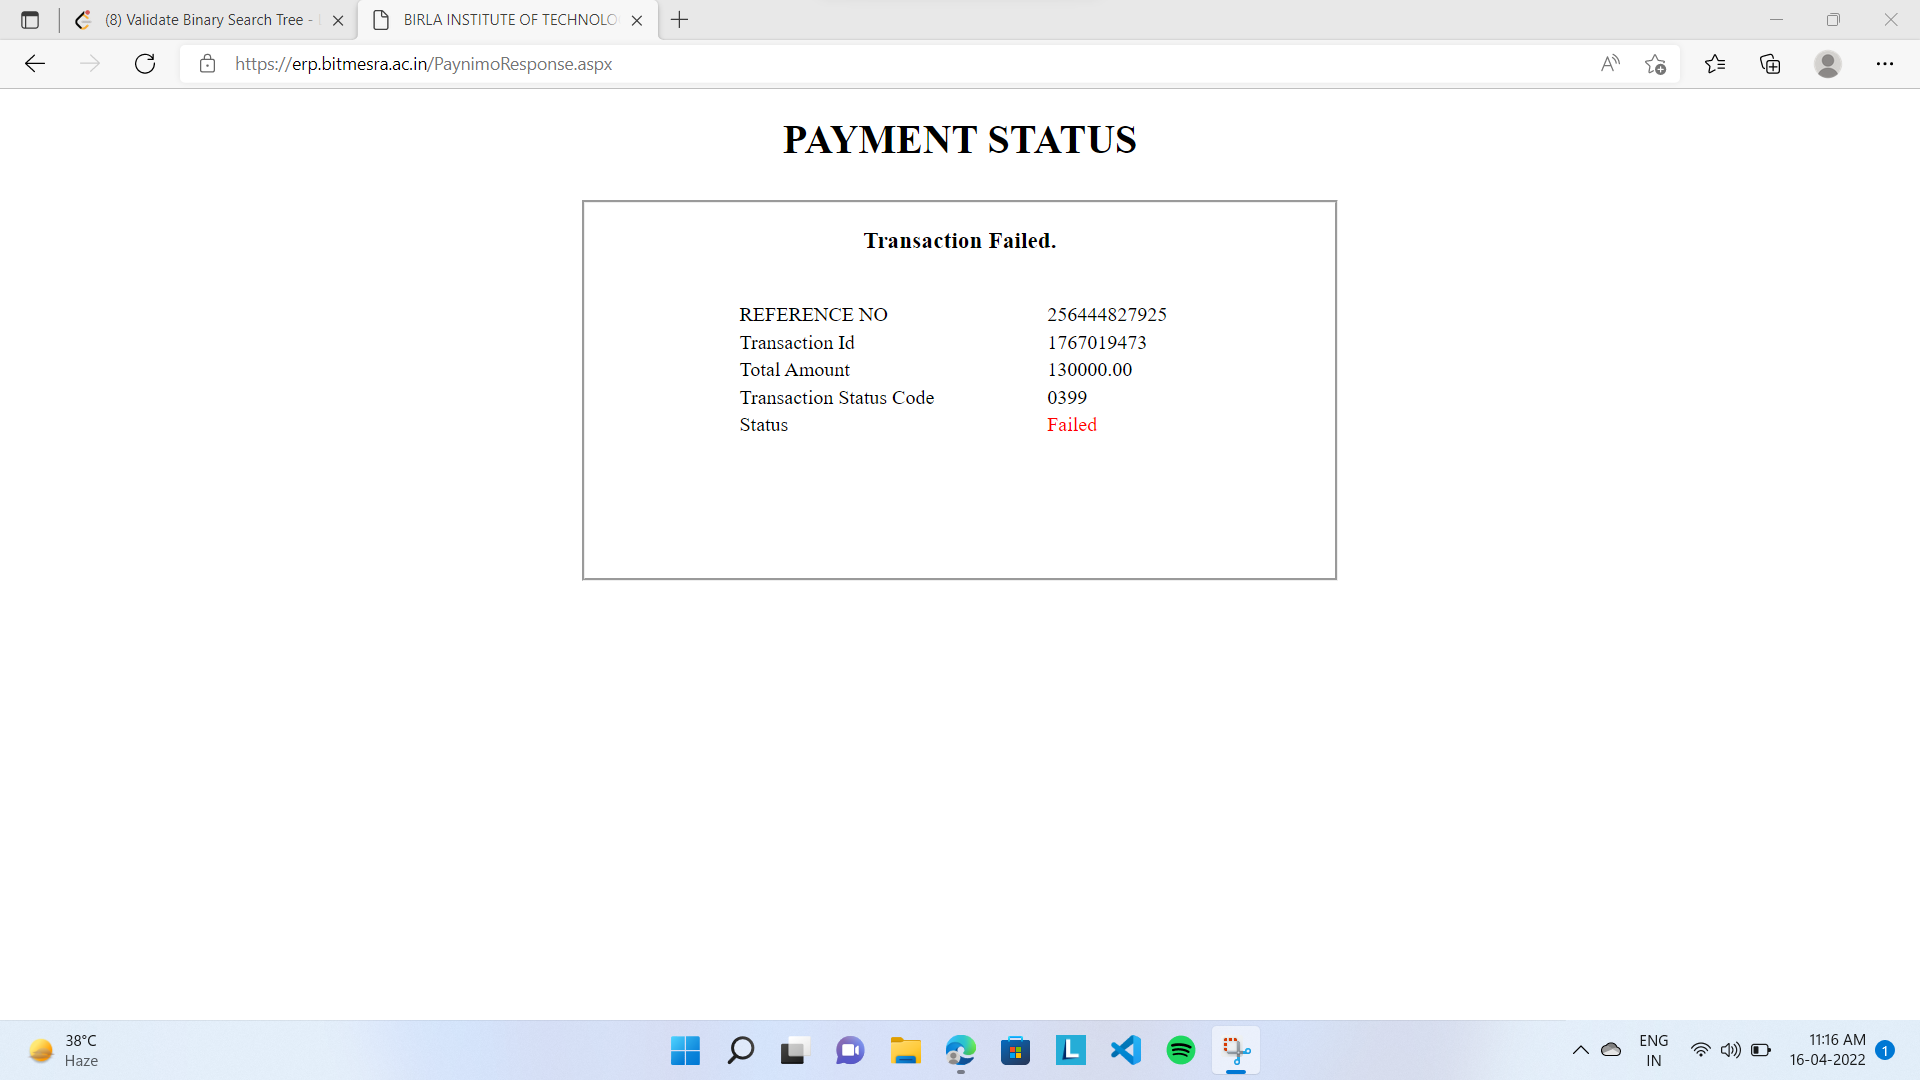 (8) Validate Binary Search Tree -
BIRLA INSTITUTE OF TECHNOLO
https://erp.bitmesra.ac.in/PaynimoResponse.aspx
PAYMENT STATUS
Transaction Failed.
REFERENCE NO 256444827925
Transaction Id 1767019473
Total Amount 130000.00
Transaction Status Code 0399
Status Failed
38°C
Haze
ENG
IN
11:16 AM
16-04-2022
1